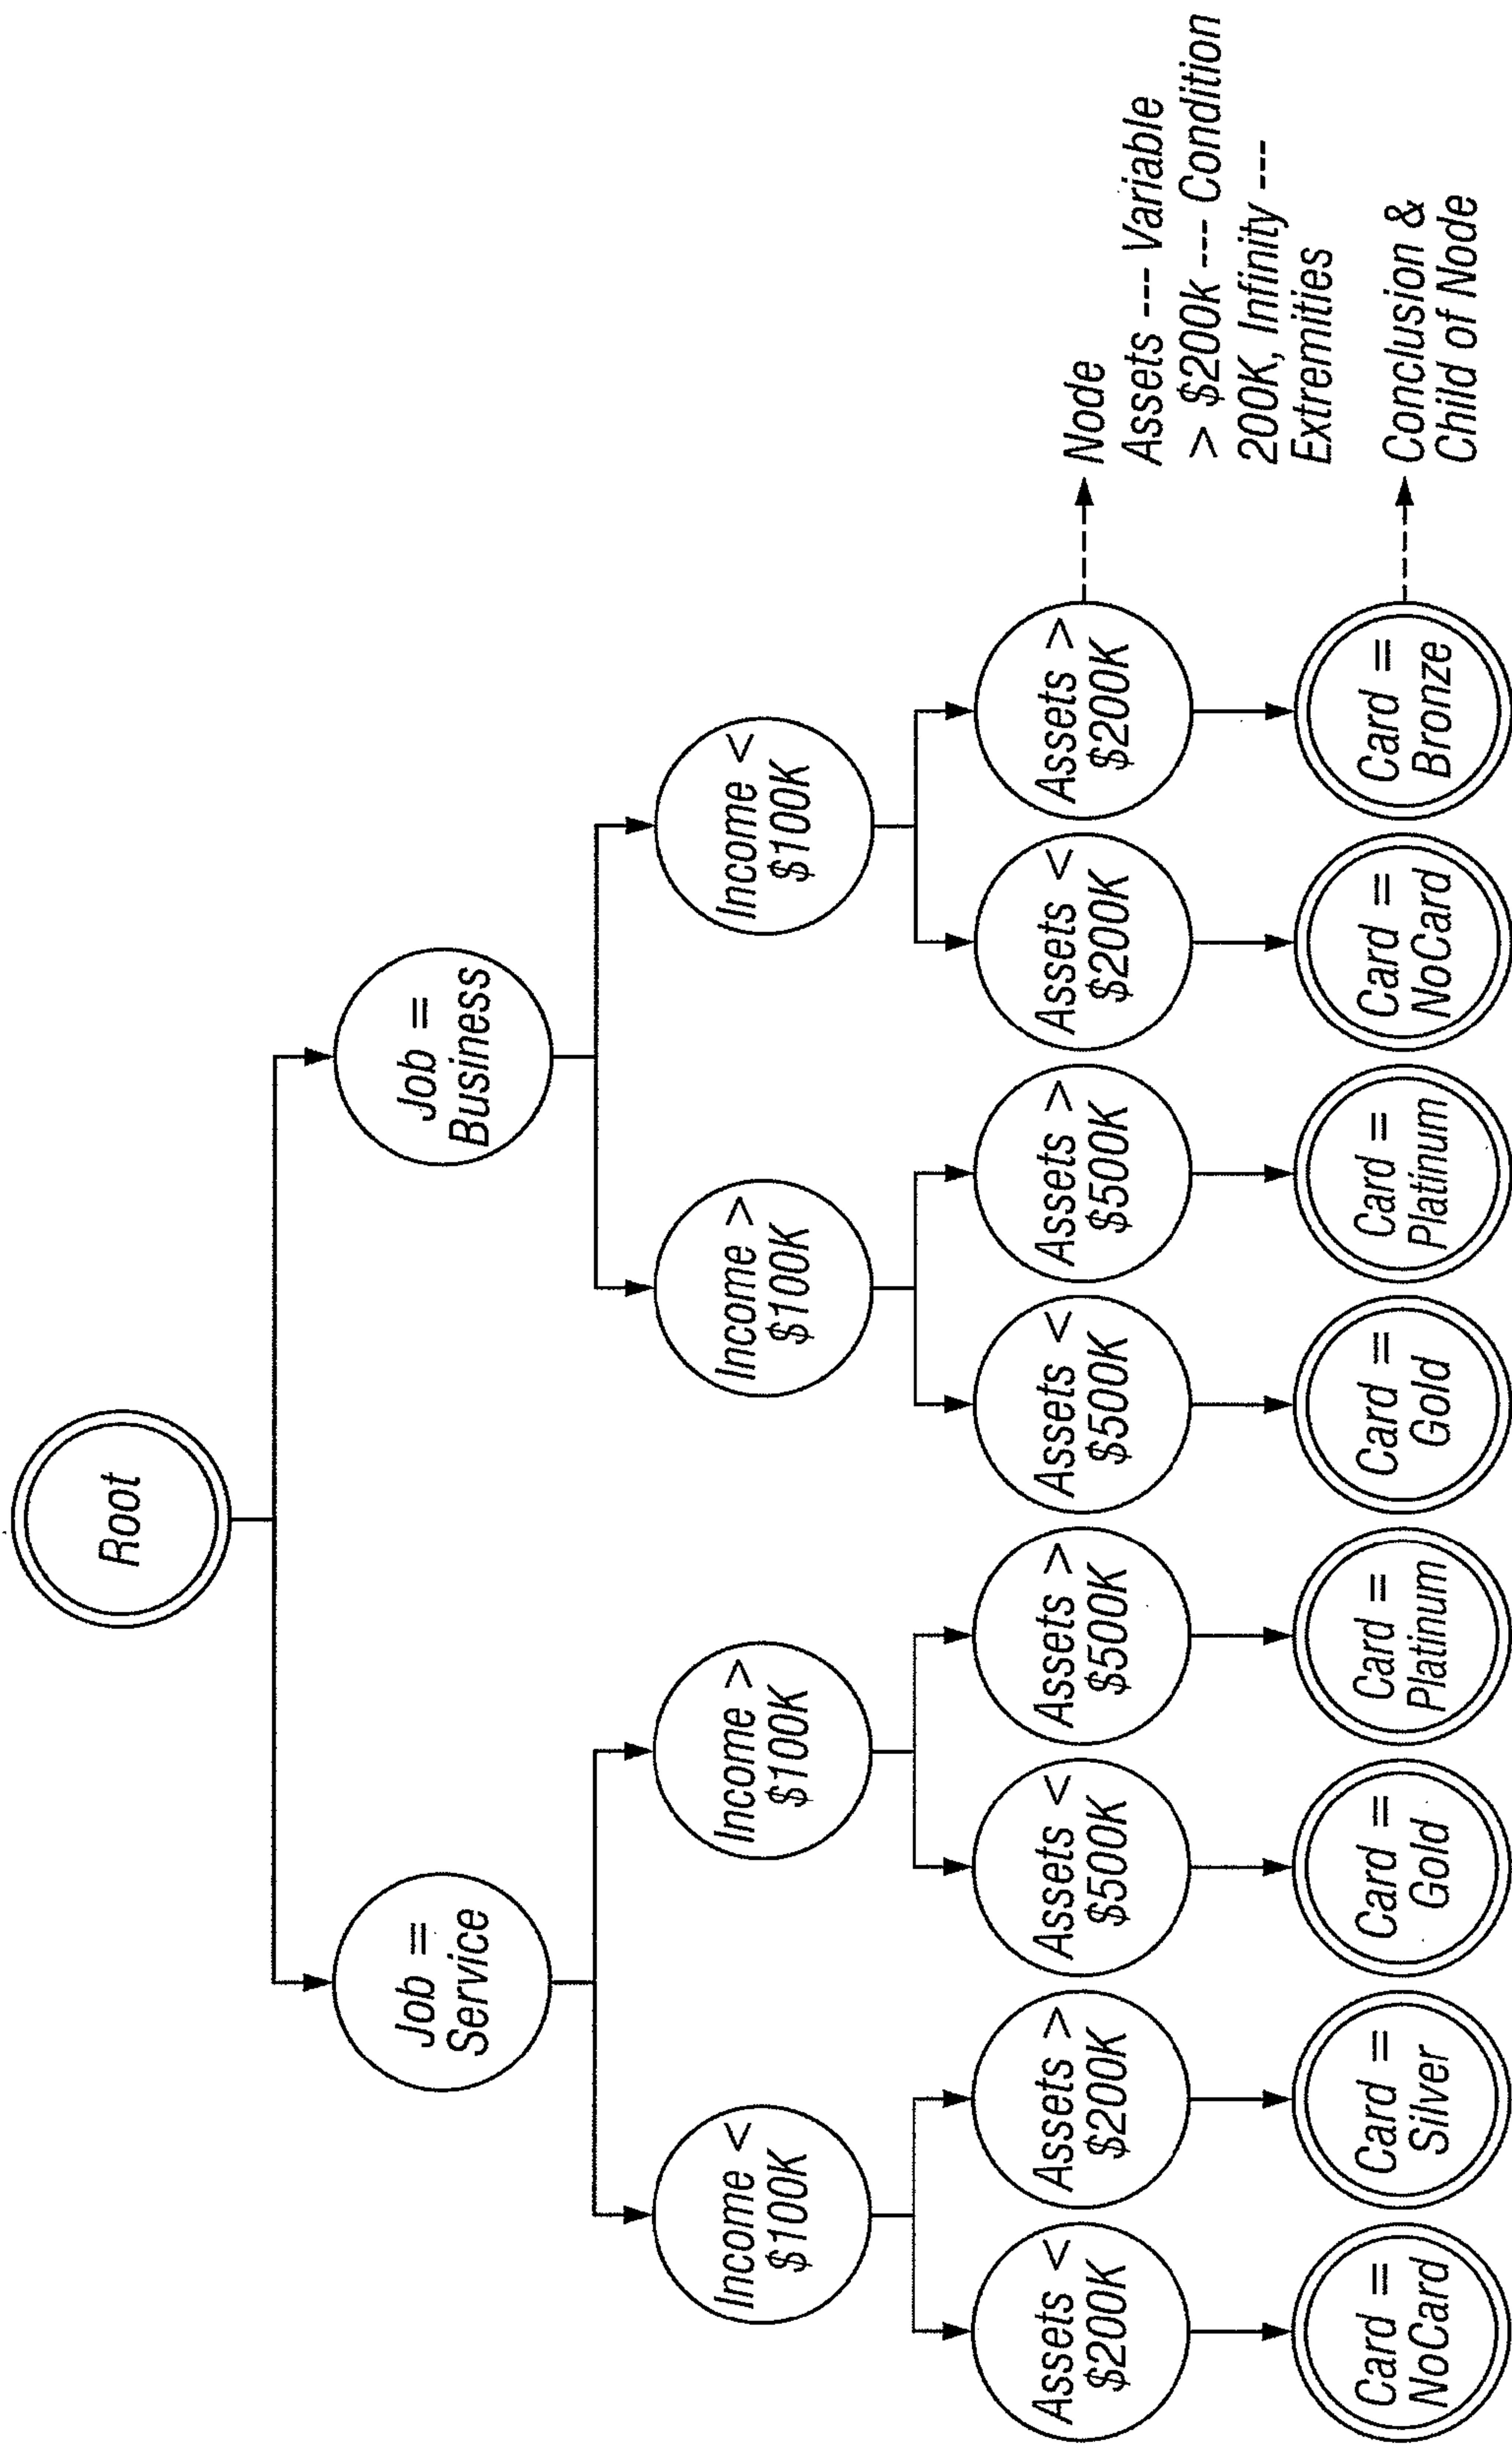 Root
Job =
Service
Job =
Business
Income <
$100K
Income >
$100K
Income >
$100K
Income <
$100K
Assets <
$200K
Assets >
$200K
Assets <
$500K
Assets >
$500K
Assets <
$500K
Assets >
$500K
Assets <
$200K
Assets >
$200K
Node
Assets --- Variable
> $200k --- Condition
200K, Infinity ---
Extremities
Card =
NoCard
Card =
Silver
Card =
Gold
Card =
Platinum
Card =
Gold
Card =
Platinum
Card =
NoCard
Card =
Bronze
Conclusion &
Child of Node